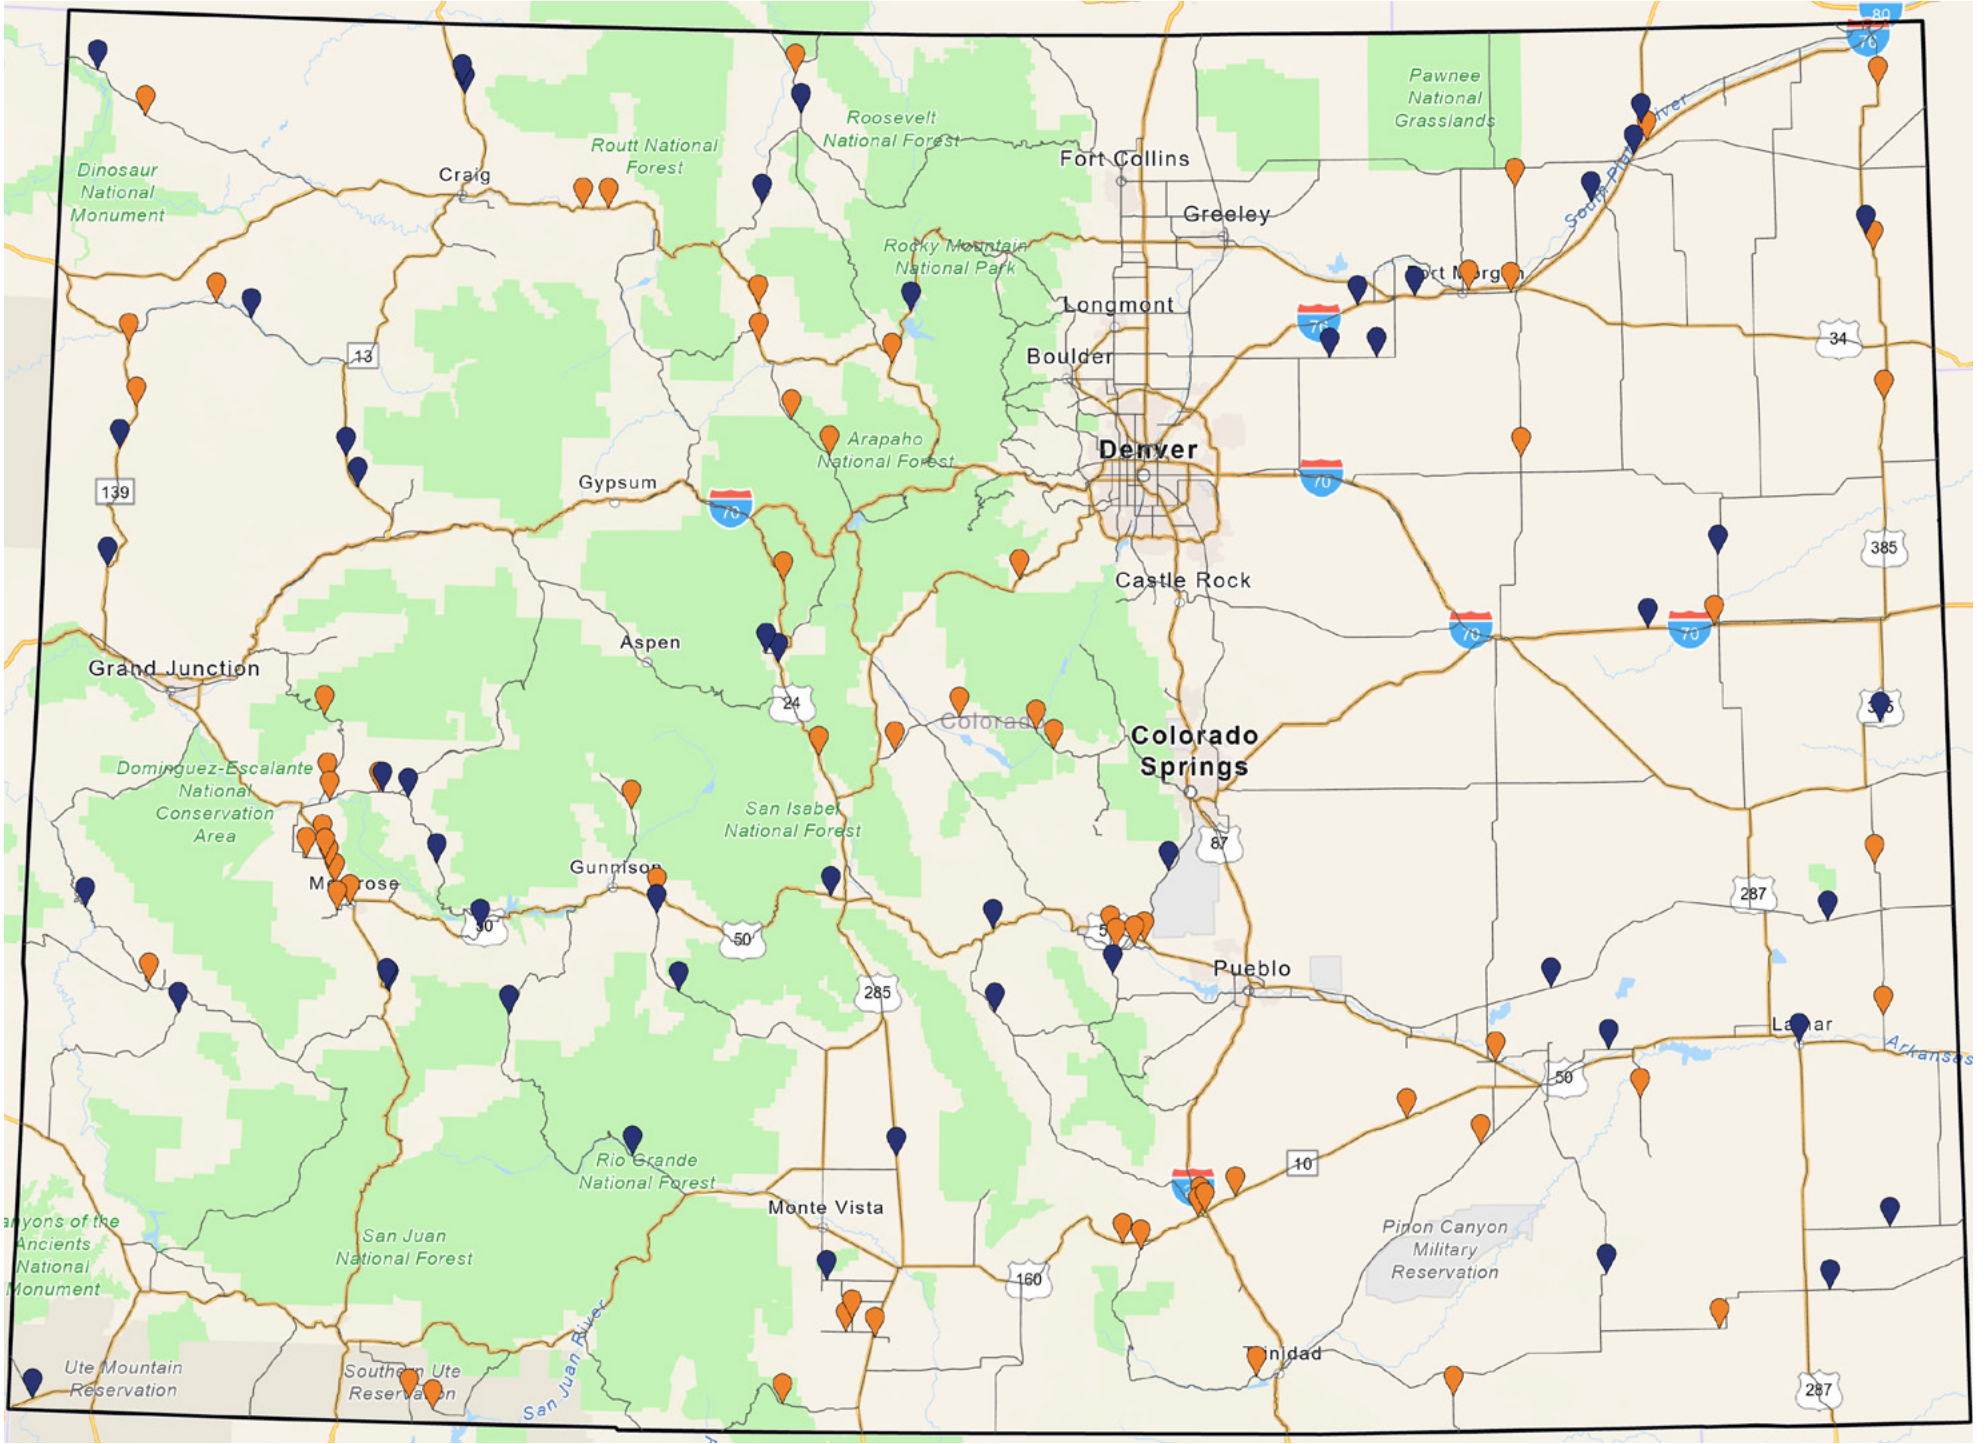 80
76
Pawnee
National
Grasslands
Roosevelt
National Forest
Routt National
Forest
Fort Collins
Dinosaur
National
Monument
Craig
Greeley
Rocky Mountain
National Park
Fort Morgan
Longmont
76
34
13
Boulder
Arapaho
National Forest
Denver
139
Gypsum
70
70
385
Castle Rock
70
70
Aspen
Grand Junction
24
Colorado
Colorado
Springs
Dominguez-Escalante
National
Conservation
Area
San Isabel
National Forest
87
Gunnison
Montrose
287
50
50
Pueblo
285
Lamar
Arkansas
50
Rio Grande
National Forest
10
Monte Vista
San Juan
National Forest
Pinon Canyon
Military
Reservation
anyons of the
Ancients
National
Monument
160
San Juan River
Ute Mountain
Reservation
Southern Ute
Reservation
Trinidad
287